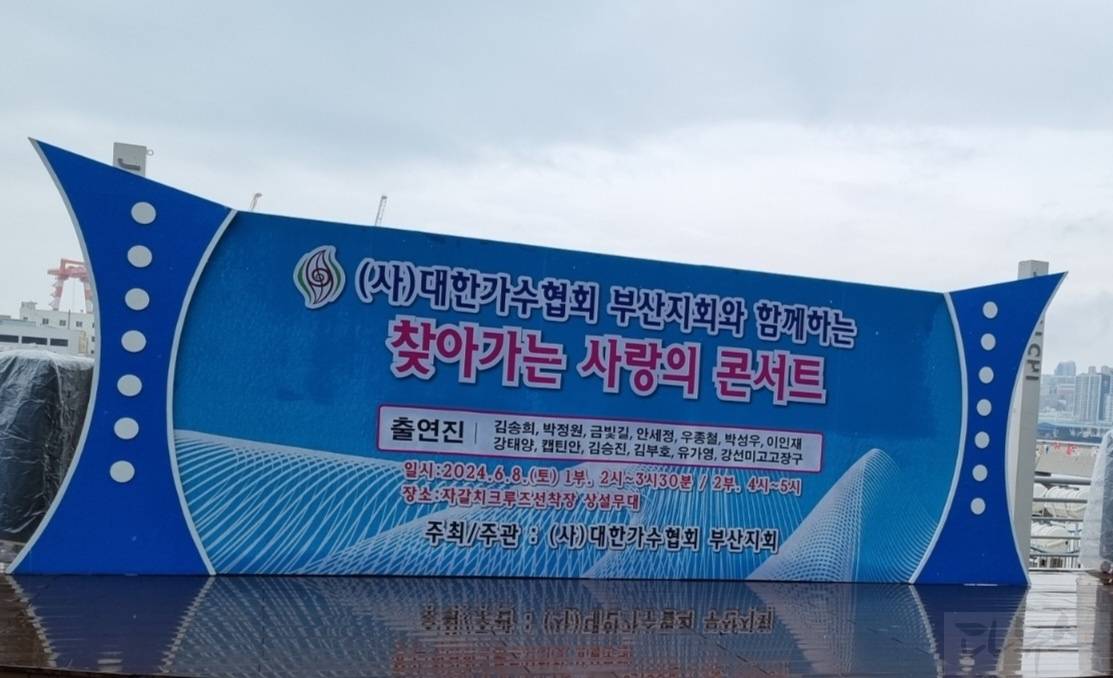 (사)대한가수협회 부산지회와 함께하는
찾아가는 사랑의 콘서트
출연진 김송희, 박정원, 금빛길, 안세정, 우종철, 박성우, 이인재
강태양, 캡틴안, 김승진, 김부호, 유가영, 강선미고고장구
일시:2024.6.8.(토) 1부. 2시~3시30분 / 2부. 4시~5시
장소:자갈치크루즈선착장 상설무대
주최/주관 : (사)대한가수협회 부산지회